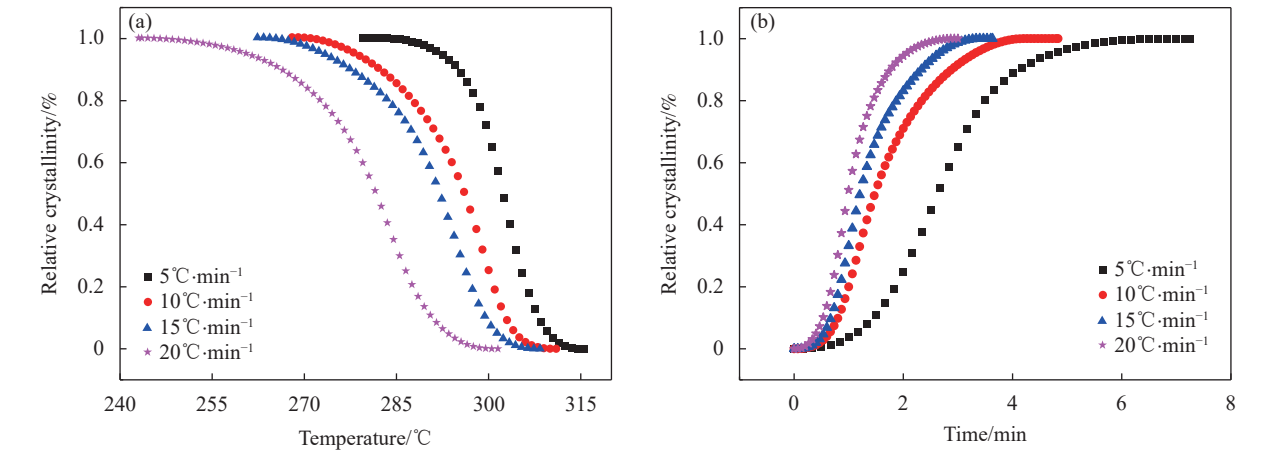 (a)
1.0
0.8
0.6
0.4
0.2
0
Relative crystallinity/%
5℃·min⁻¹
10℃·min⁻¹
15℃·min⁻¹
20℃·min⁻¹
240 255 270 285 300 315
Temperature/℃
(b)
1.0
0.8
0.6
0.4
0.2
0
Relative crystallinity/%
5℃·min⁻¹
10℃·min⁻¹
15℃·min⁻¹
20℃·min⁻¹
0 2 4 6 8
Time/min